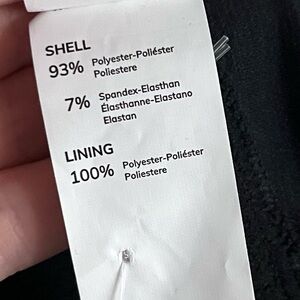 SHELL
93% Polyester-Poliéster
Poliestere
7% Spandex-Elasthan
Élasthanne-Elastano
Elastan
LINING
100% Polyester-Poliéster
Poliestere